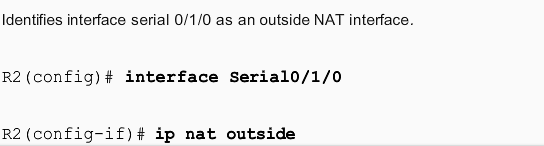 Identifies interface serial 0/1/0 as an outside NAT interface.
R2(config)# interface Serial0/1/0
R2(config-if)# ip nat outside